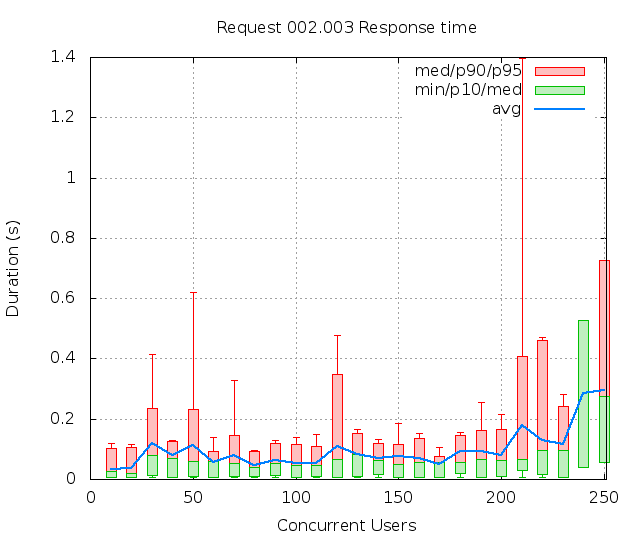 Request 002.003 Response time
1.4
1.2
1
0.8
0.6
0.4
0.2
0
Duration (s)
med/p90/p95
min/p10/med
avg
0 50 100 150 200 250
Concurrent Users